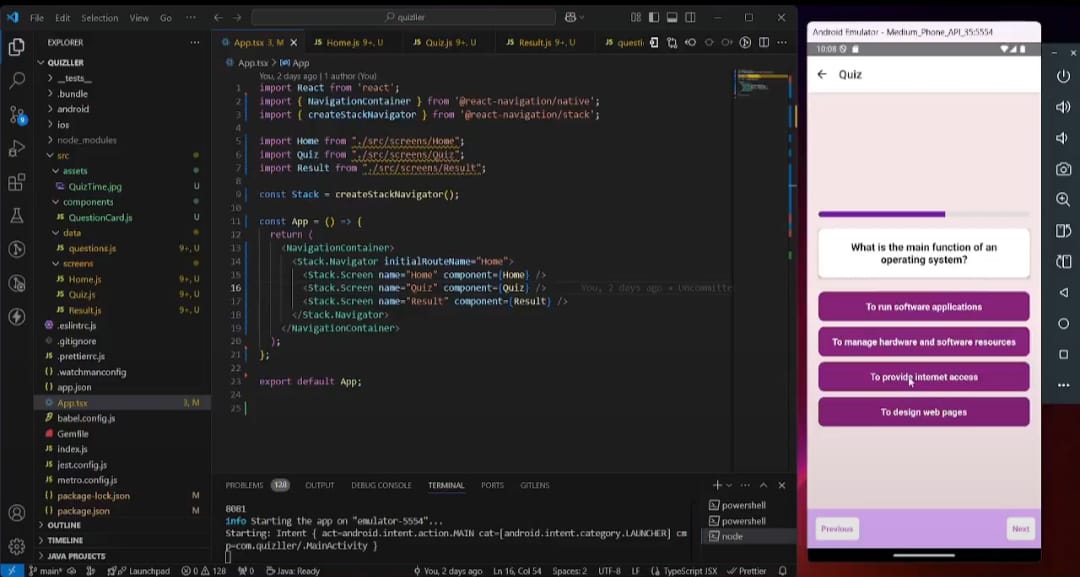 File Edit Selection View Go ··· quizller
EXPLORER ···
QUIZLLER
__tests__
.bundle
android
ios
node_modules
src
assets
QuizTime.jpg U
components
JS QuestionCard.js U
data
JS questions.js 9+, U
screens
JS Home.js 9+, U
JS Quiz.js 9+, U
JS Result.js 9+, U
.eslintrc.js
.gitignore
JS .prettierrc.js
{} .watchmanconfig
{} app.json
App.tsx 3, M
babel.config.js
Gemfile
JS index.js
JS jest.config.js
JS metro.config.js
{} package-lock.json M
{} package.json M
OUTLINE
TIMELINE
JAVA PROJECTS
App.tsx 3, M JS Home.js 9+, U JS Quiz.js 9+, U JS Result.js 9+, U JS questi
App.tsx > App
You, 2 days ago | 1 author (You)
1 import React from 'react';
2 import { NavigationContainer } from '@react-navigation/native';
3 import { createStackNavigator } from '@react-navigation/stack';
4
5 import Home from "./src/screens/Home";
6 import Quiz from "./src/screens/Quiz";
7 import Result from "./src/screens/Result";
8
9 const Stack = createStackNavigator();
10
11 const App = () => {
12 return (
13 <NavigationContainer>
14 <Stack.Navigator initialRouteName="Home">
15 <Stack.Screen name="Home" component={Home} />
16 <Stack.Screen name="Quiz" component={Quiz} /> You, 2 days ago • Uncommitte
17 <Stack.Screen name="Result" component={Result} />
18 </Stack.Navigator>
19 </NavigationContainer>
20 );
21 };
22
23 export default App;
24
25
PROBLEMS 128 OUTPUT DEBUG CONSOLE TERMINAL PORTS GITLENS
8081
info Starting the app on "emulator-5554"...
Starting: Intent { act=android.intent.action.MAIN cat=[android.intent.category.LAUNCHER] cm
p=com.quizller/.MainActivity }
powershell
powershell
node
main* Launchpad 0 128 0 Java: Ready You, 2 days ago Ln 16, Col 54 Spaces: 2 UTF-8 LF {} TypeScript JSX Prettier
Android Emulator - Medium_Phone_API_35:5554
10:08
Quiz
What is the main function of an
operating system?
To run software applications
To manage hardware and software resources
To provide internet access
To design web pages
Previous Next